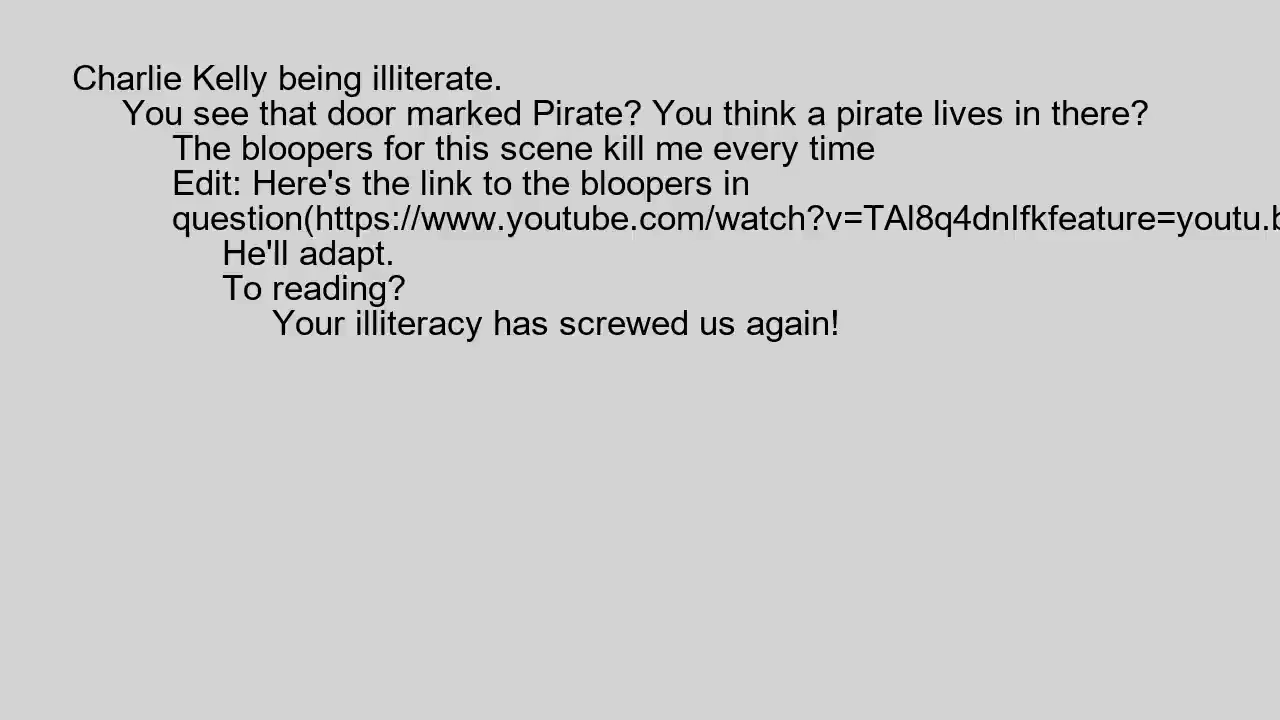 Charlie Kelly being illiterate.
You see that door marked Pirate? You think a pirate lives in there?
The bloopers for this scene kill me every time
Edit: Here's the link to the bloopers in
question(https://www.youtube.com/watch?v=TAl8q4dnIfkfeature=youtu.b
He'll adapt.
To reading?
Your illiteracy has screwed us again!